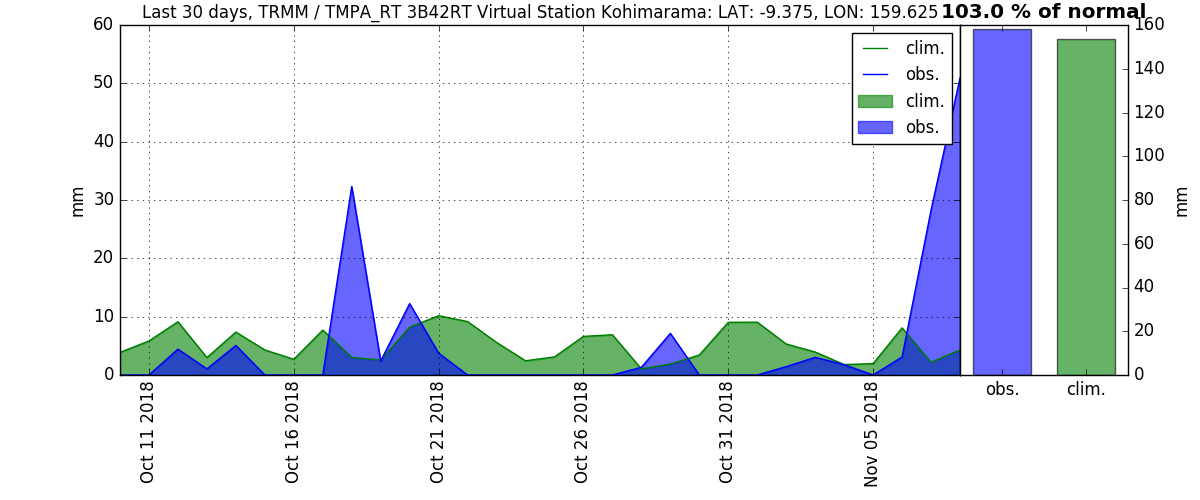 Last 30 days, TRMM / TMPA_RT 3B42RT Virtual Station Kohimarama: LAT: -9.375, LON: 159.625
103.0 % of normal
60
50
40
30
20
10
0
mm
clim.
obs.
clim.
obs.
160
140
120
100
80
60
40
20
0
mm
Oct 11 2018
Oct 16 2018
Oct 21 2018
Oct 26 2018
Oct 31 2018
Nov 05 2018
obs.
clim.